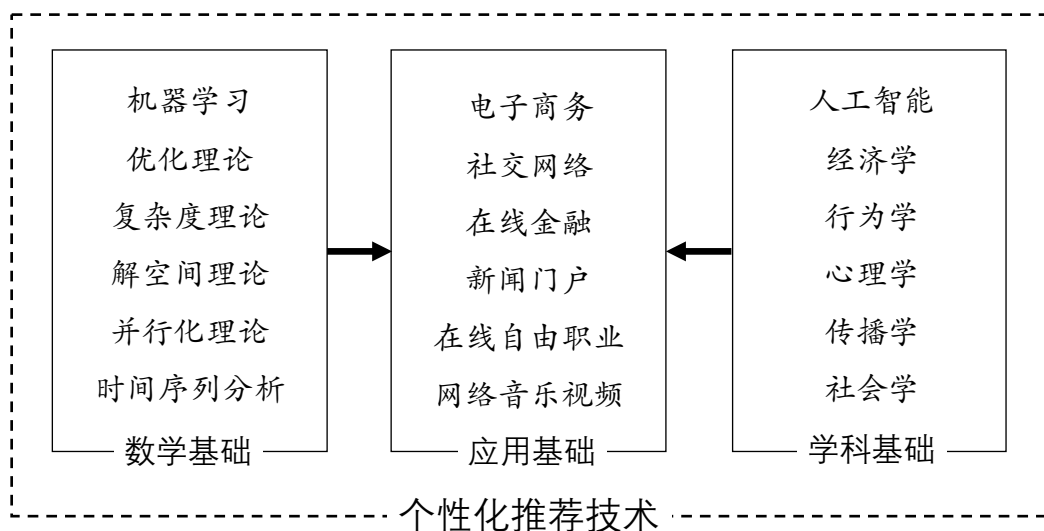 机器学习
优化理论
复杂度理论
解空间理论
并行化理论
时间序列分析
数学基础
电子商务
社交网络
在线金融
新闻门户
在线自由职业
网络音乐视频
应用基础
人工智能
经济学
行为学
心理学
传播学
社会学
学科基础
个性化推荐技术